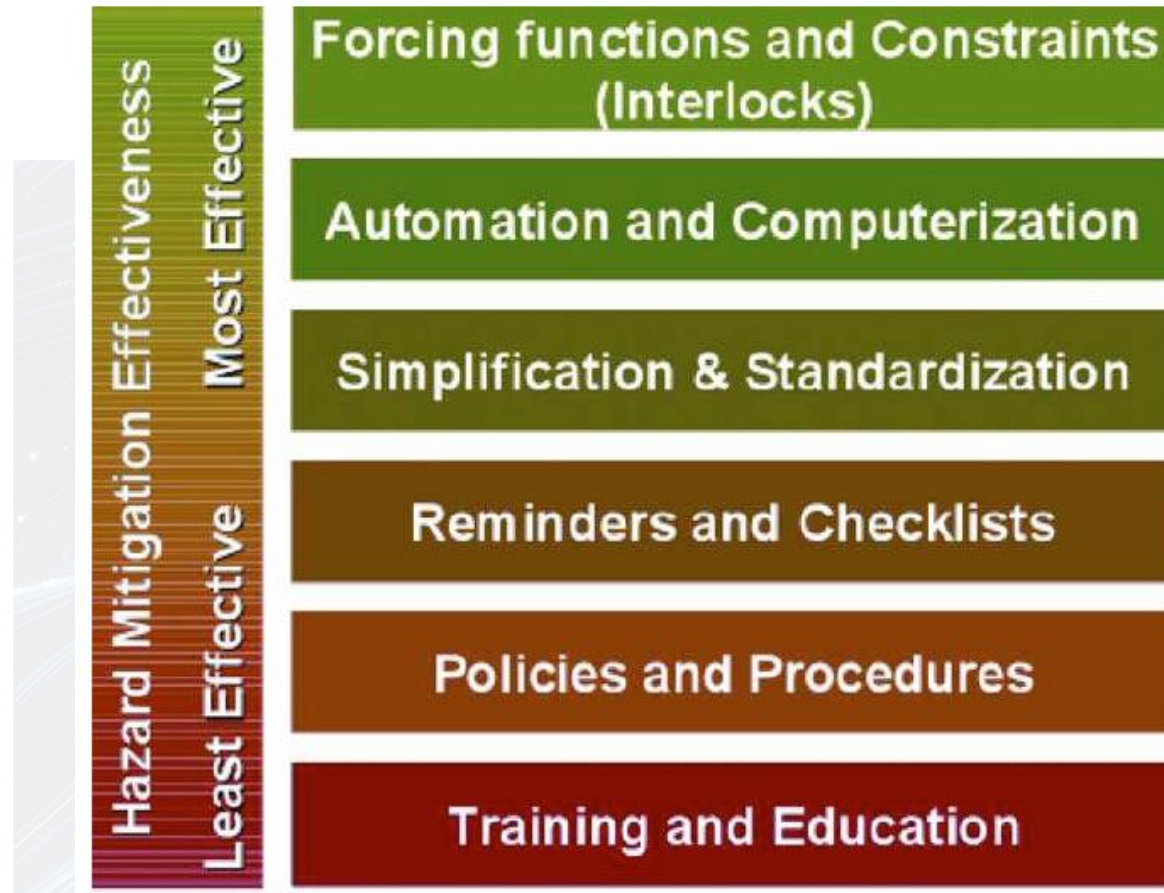 Hazard Mitigation Effectiveness
Least Effective Most Effective
Forcing functions and Constraints
(Interlocks)
Automation and Computerization
Simplification & Standardization
Reminders and Checklists
Policies and Procedures
Training and Education